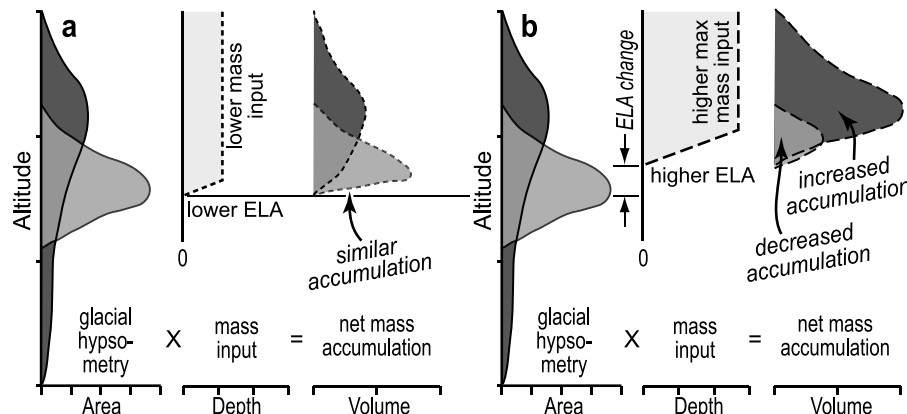 a
Altitude
lower mass
input
lower ELA
0
similar
accumulation
glacial
hypso-
metry
X
mass
input
=
net mass
accumulation
Area
Depth
Volume
b
Altitude
ELA change
higher max
mass input
higher ELA
0
increased
accumulation
decreased
accumulation
glacial
hypso-
metry
X
mass
input
=
net mass
accumulation
Area
Depth
Volume